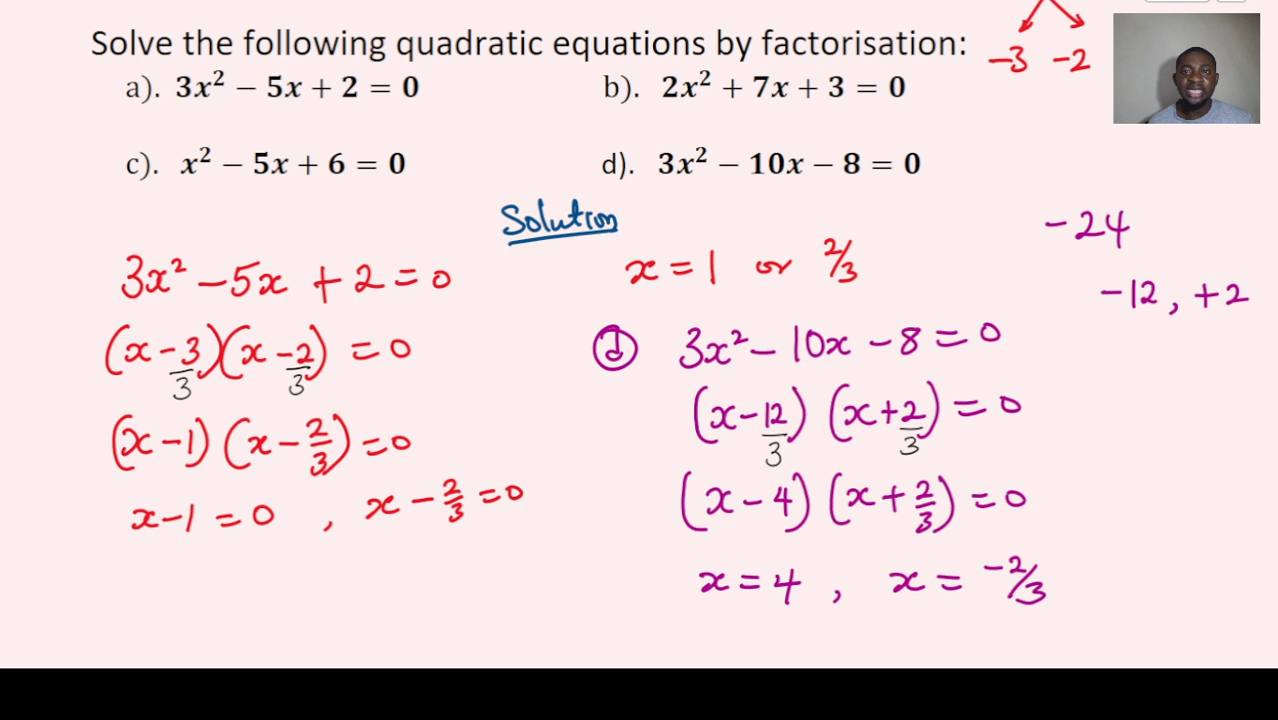 Solve the following quadratic equations by factorisation:
-3 -2
a). 3x² − 5x + 2 = 0
b). 2x² + 7x + 3 = 0
c). x² − 5x + 6 = 0
d). 3x² − 10x − 8 = 0
Solution
3x² − 5x + 2 = 0
(x − 3/3)(x − 2/3) = 0
(x − 1)(x − 2/3) = 0
x − 1 = 0 , x − 2/3 = 0
x = 1 or 2/3
-24
-12, +2
d 3x² − 10x − 8 = 0
(x − 12/3)(x + 2/3) = 0
(x − 4)(x + 2/3) = 0
x = 4 , x = -2/3